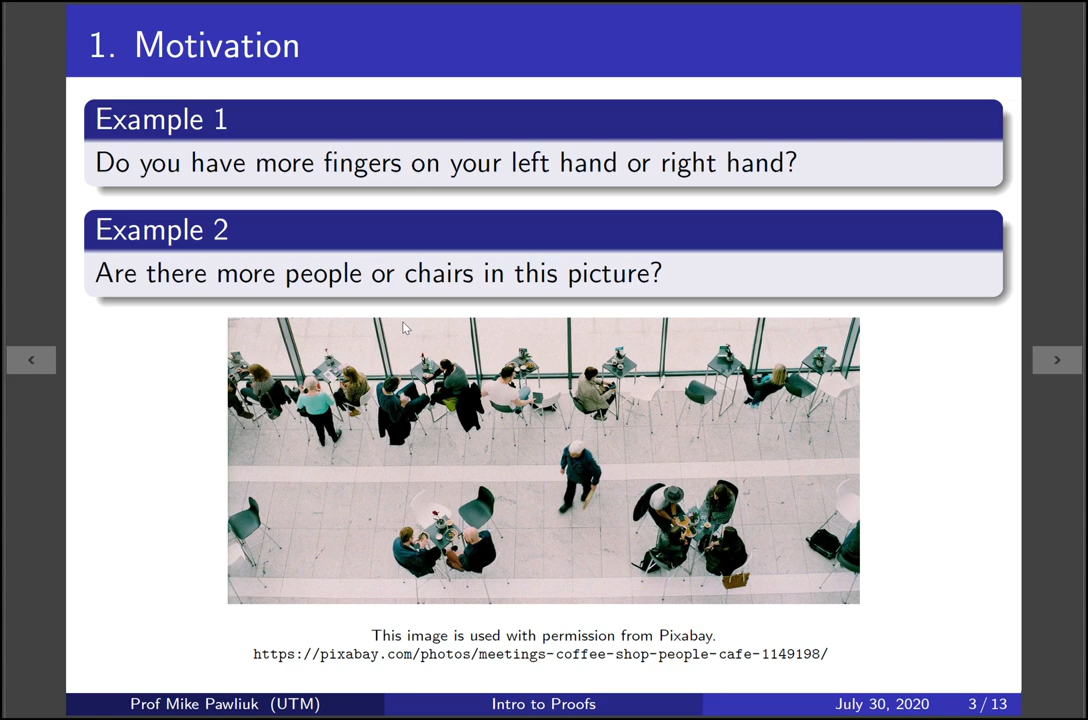 1. Motivation
Example 1
Do you have more fingers on your left hand or right hand?
Example 2
Are there more people or chairs in this picture?
This image is used with permission from Pixabay.
https://pixabay.com/photos/meetings-coffee-shop-people-cafe-1149198/
Prof Mike Pawliuk (UTM) Intro to Proofs July 30, 2020 3 / 13